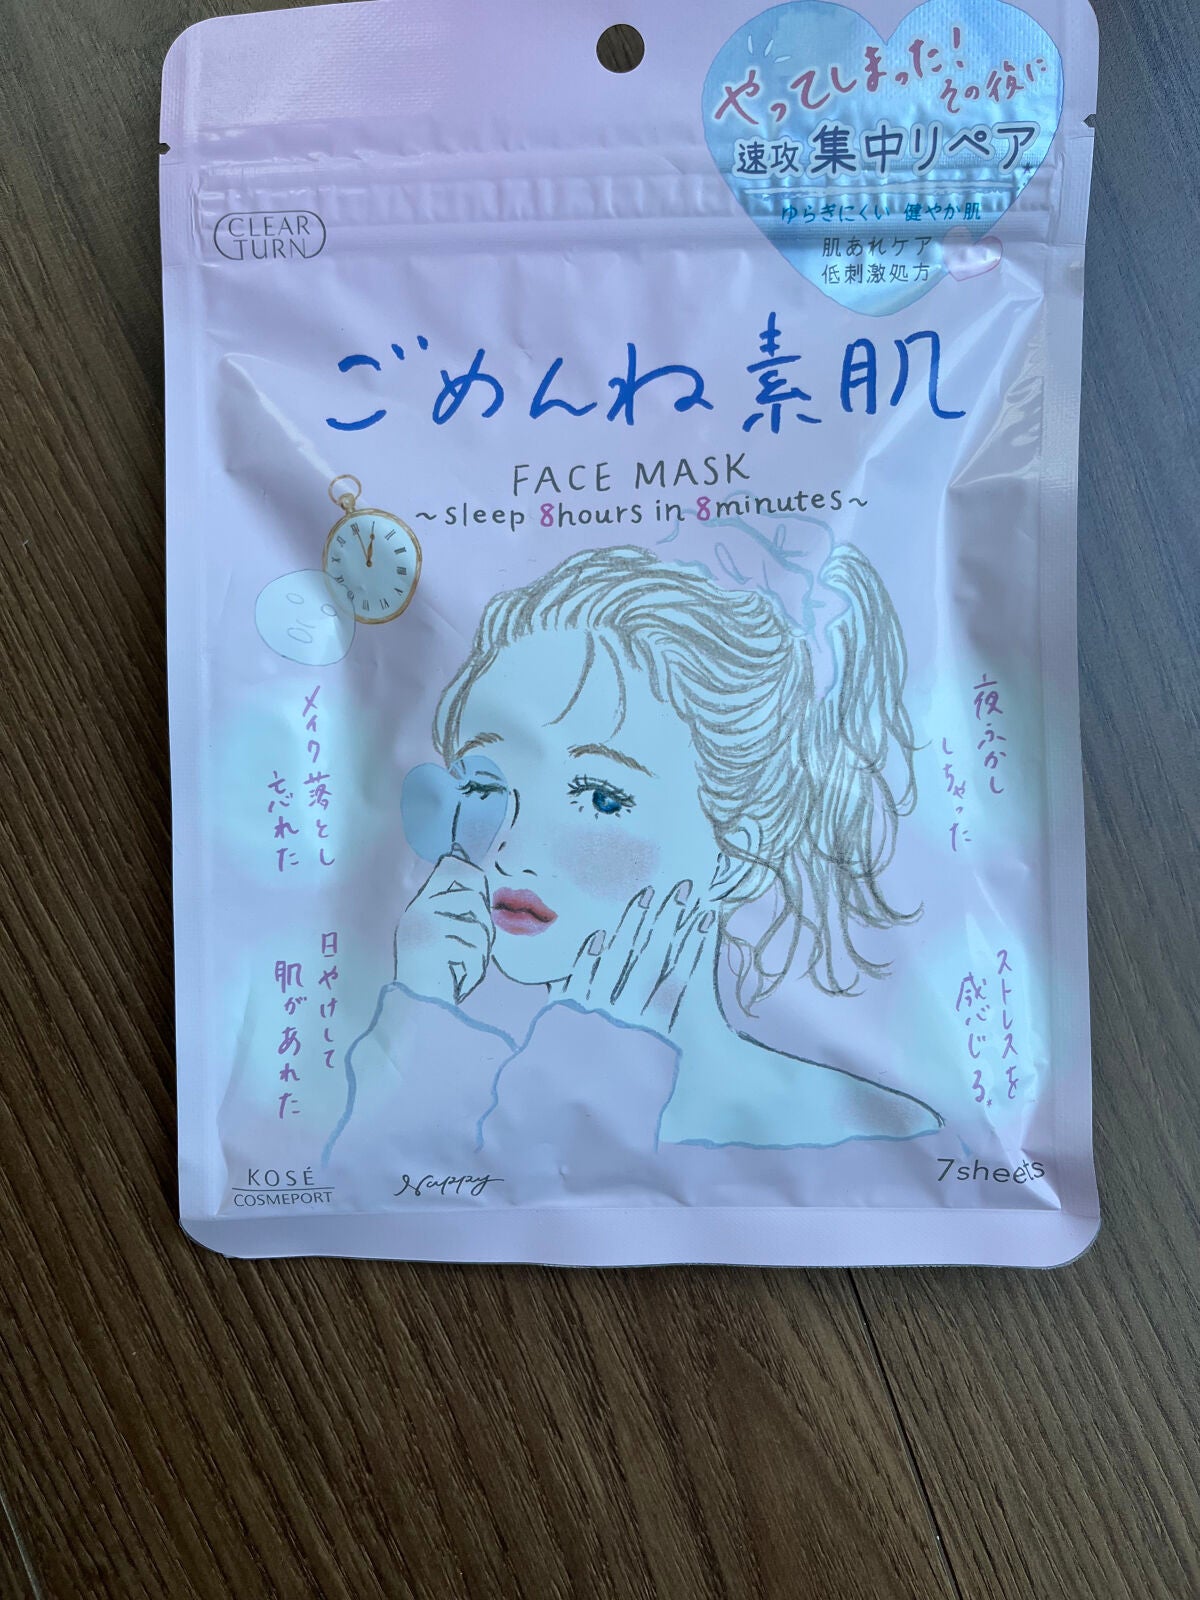 やってしまった!
その後に
速攻 集中リペア*
ゆらぎにくい 健やか肌
肌あれケア
低刺激処方
CLEAR
TURN
ごめんね素肌
FACE MASK
~sleep 8hours in 8minutes~
メイク落とし
忘れた
夜ふかし
しちゃった
日やけして
肌があれた
ストレスを
感じる*
KOSÉ
COSMEPORT
Nappy
7sheets